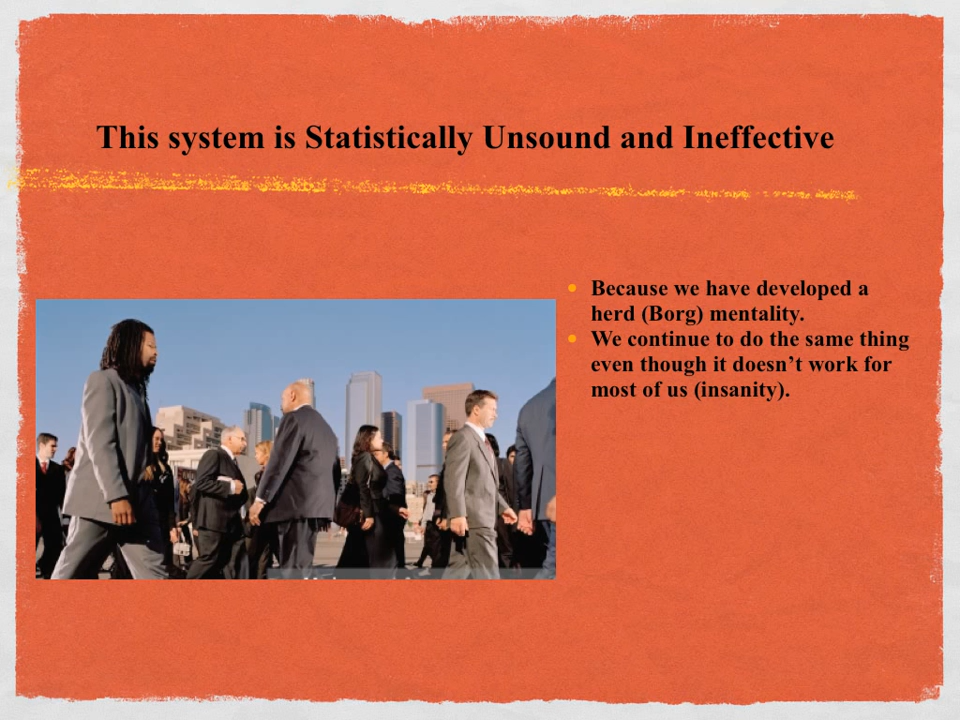 This system is Statistically Unsound and Ineffective
Because we have developed a
herd (Borg) mentality.
We continue to do the same thing
even though it doesn’t work for
most of us (insanity).